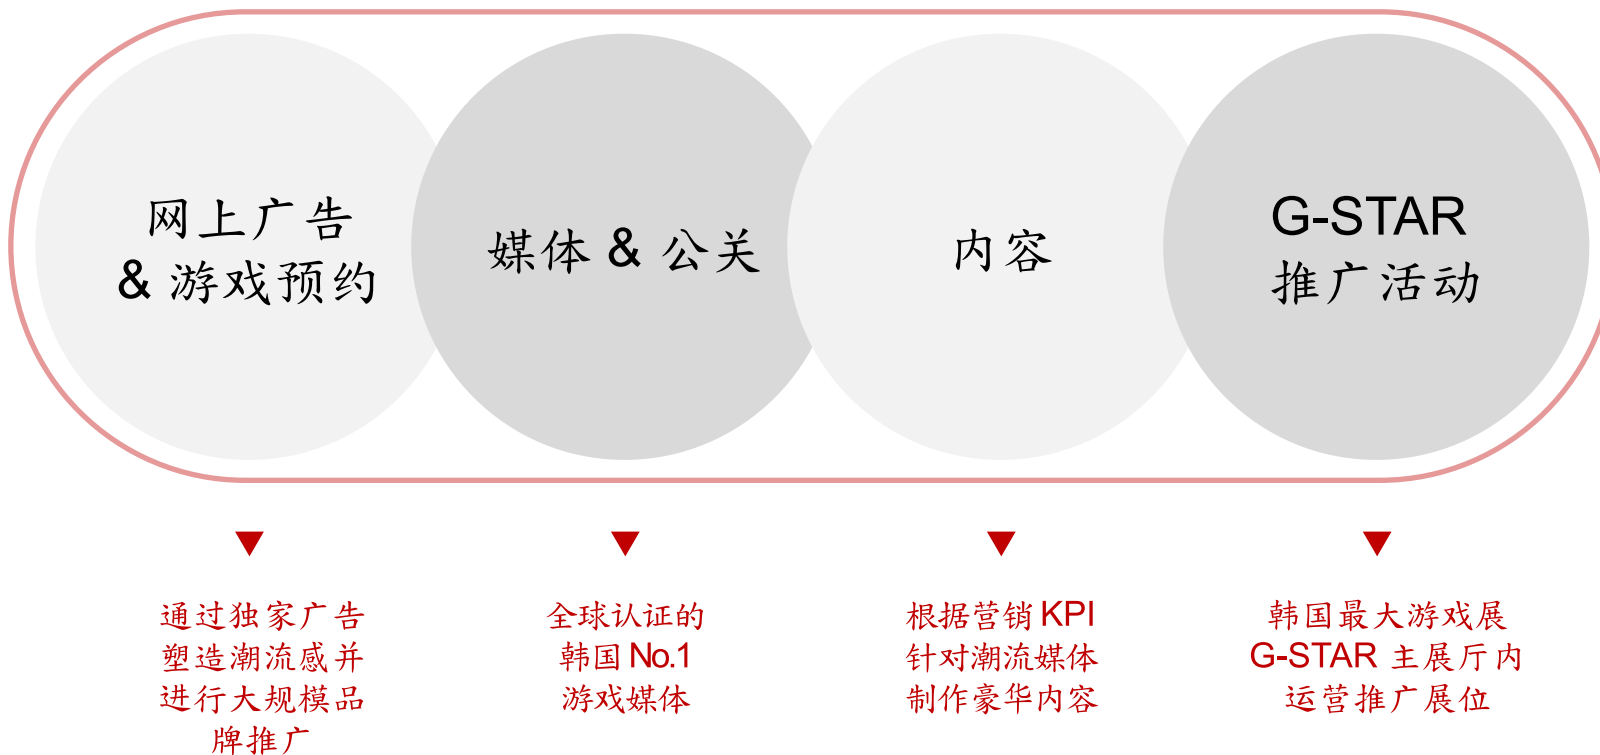 网上广告
& 游戏预约
媒体 & 公关
内容
G-STAR
推广活动
通过独家广告
塑造潮流感并
进行大规模品
牌推广
全球认证的
韩国 No.1
游戏媒体
根据营销 KPI
针对潮流媒体
制作豪华内容
韩国最大游戏展
G-STAR 主展厅内
运营推广展位